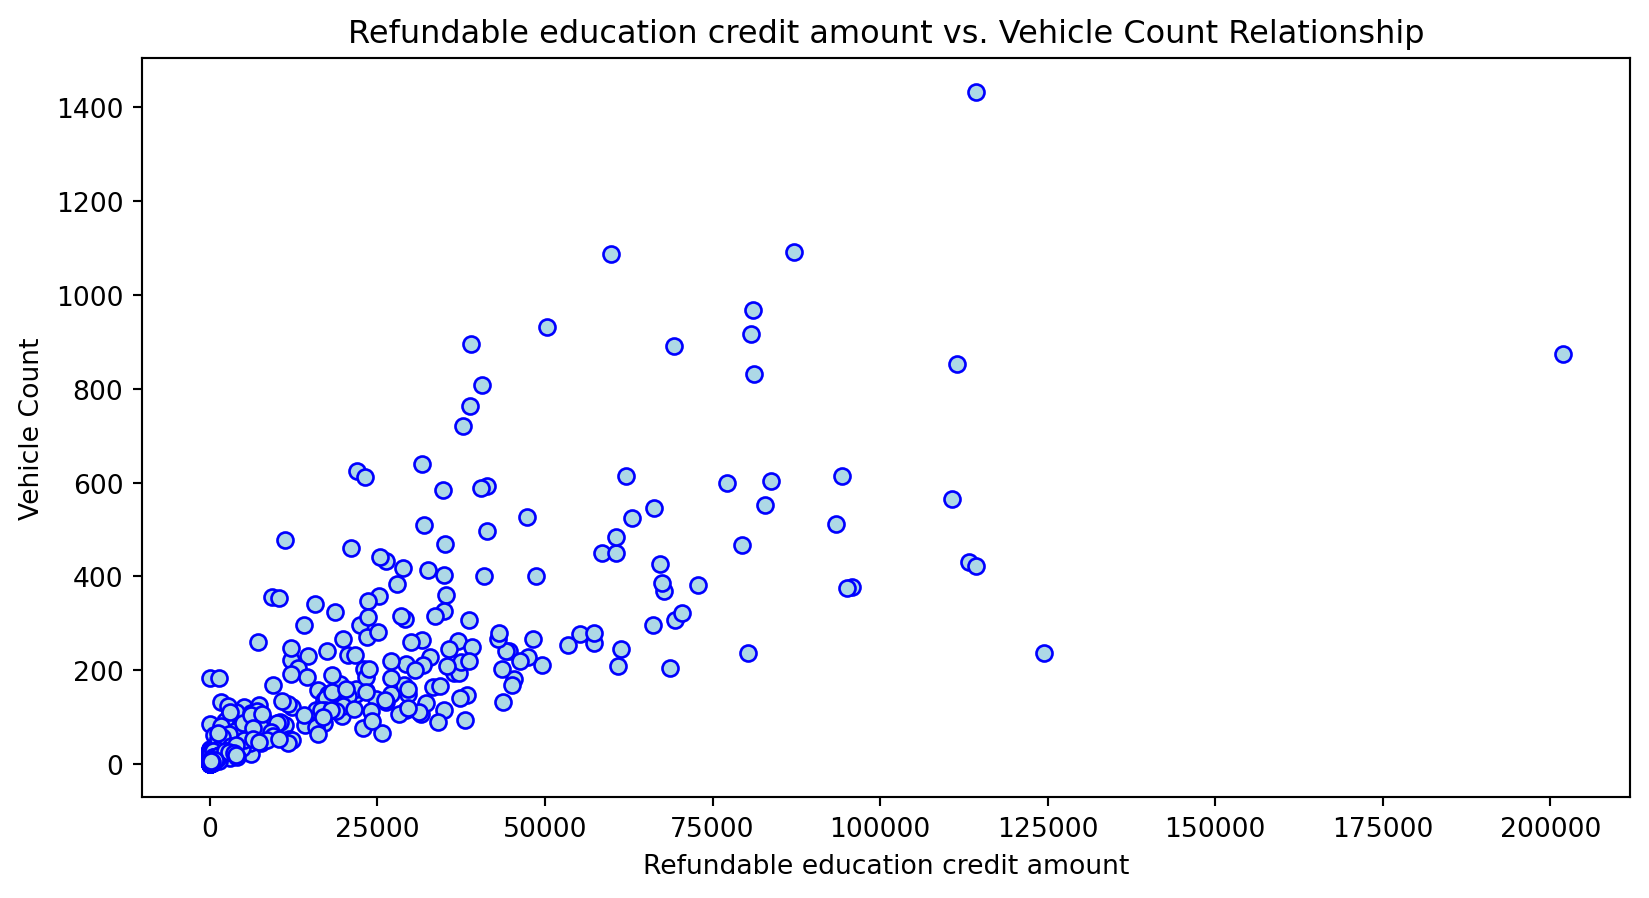 Refundable education credit amount vs. Vehicle Count Relationship
1400
1200
1000
800
600
400
200
0
Vehicle Count
0 25000 50000 75000 100000 125000 150000 175000 200000
Refundable education credit amount